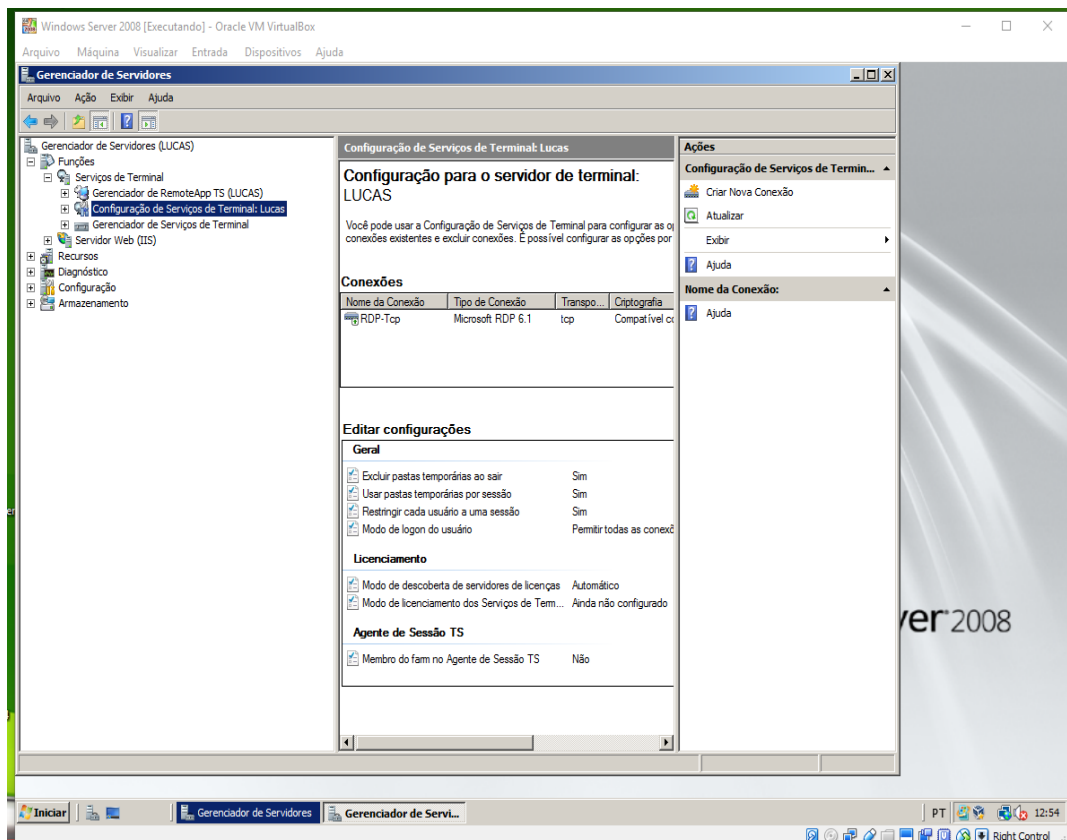 Windows Server 2008 [Executando] - Oracle VM VirtualBox
Arquivo Máquina Visualizar Entrada Dispositivos Ajuda
Gerenciador de Servidores
Arquivo Ação Exibir Ajuda
Gerenciador de Servidores (LUCAS)
Funções
Serviços de Terminal
Gerenciador de RemoteApp TS (LUCAS)
Configuração de Serviços de Terminal: Lucas
Gerenciador de Serviços de Terminal
Servidor Web (IIS)
Recursos
Diagnóstico
Configuração
Armazenamento
Configuração de Serviços de Terminal: Lucas
Configuração para o servidor de terminal:
LUCAS
Você pode usar a Configuração de Serviços de Terminal para configurar as o
conexões existentes e excluir conexões. É possível configurar as opções por
Conexões
Nome da Conexão Tipo de Conexão Transpo... Criptografia
RDP-Tcp Microsoft RDP 6.1 tcp Compatível co
Editar configurações
Geral
Excluir pastas temporárias ao sair Sim
Usar pastas temporárias por sessão Sim
Restringir cada usuário a uma sessão Sim
Modo de logon do usuário Permitir todas as conexõ
Licenciamento
Modo de descoberta de servidores de licenças Automático
Modo de licenciamento dos Serviços de Term... Ainda não configurado
Agente de Sessão TS
Membro do farm no Agente de Sessão TS Não
Ações
Configuração de Serviços de Termin...
Criar Nova Conexão
Atualizar
Exibir
Ajuda
Nome da Conexão:
Ajuda
ver 2008
Iniciar Gerenciador de Servidores Gerenciador de Servi... PT 12:54
Right Control